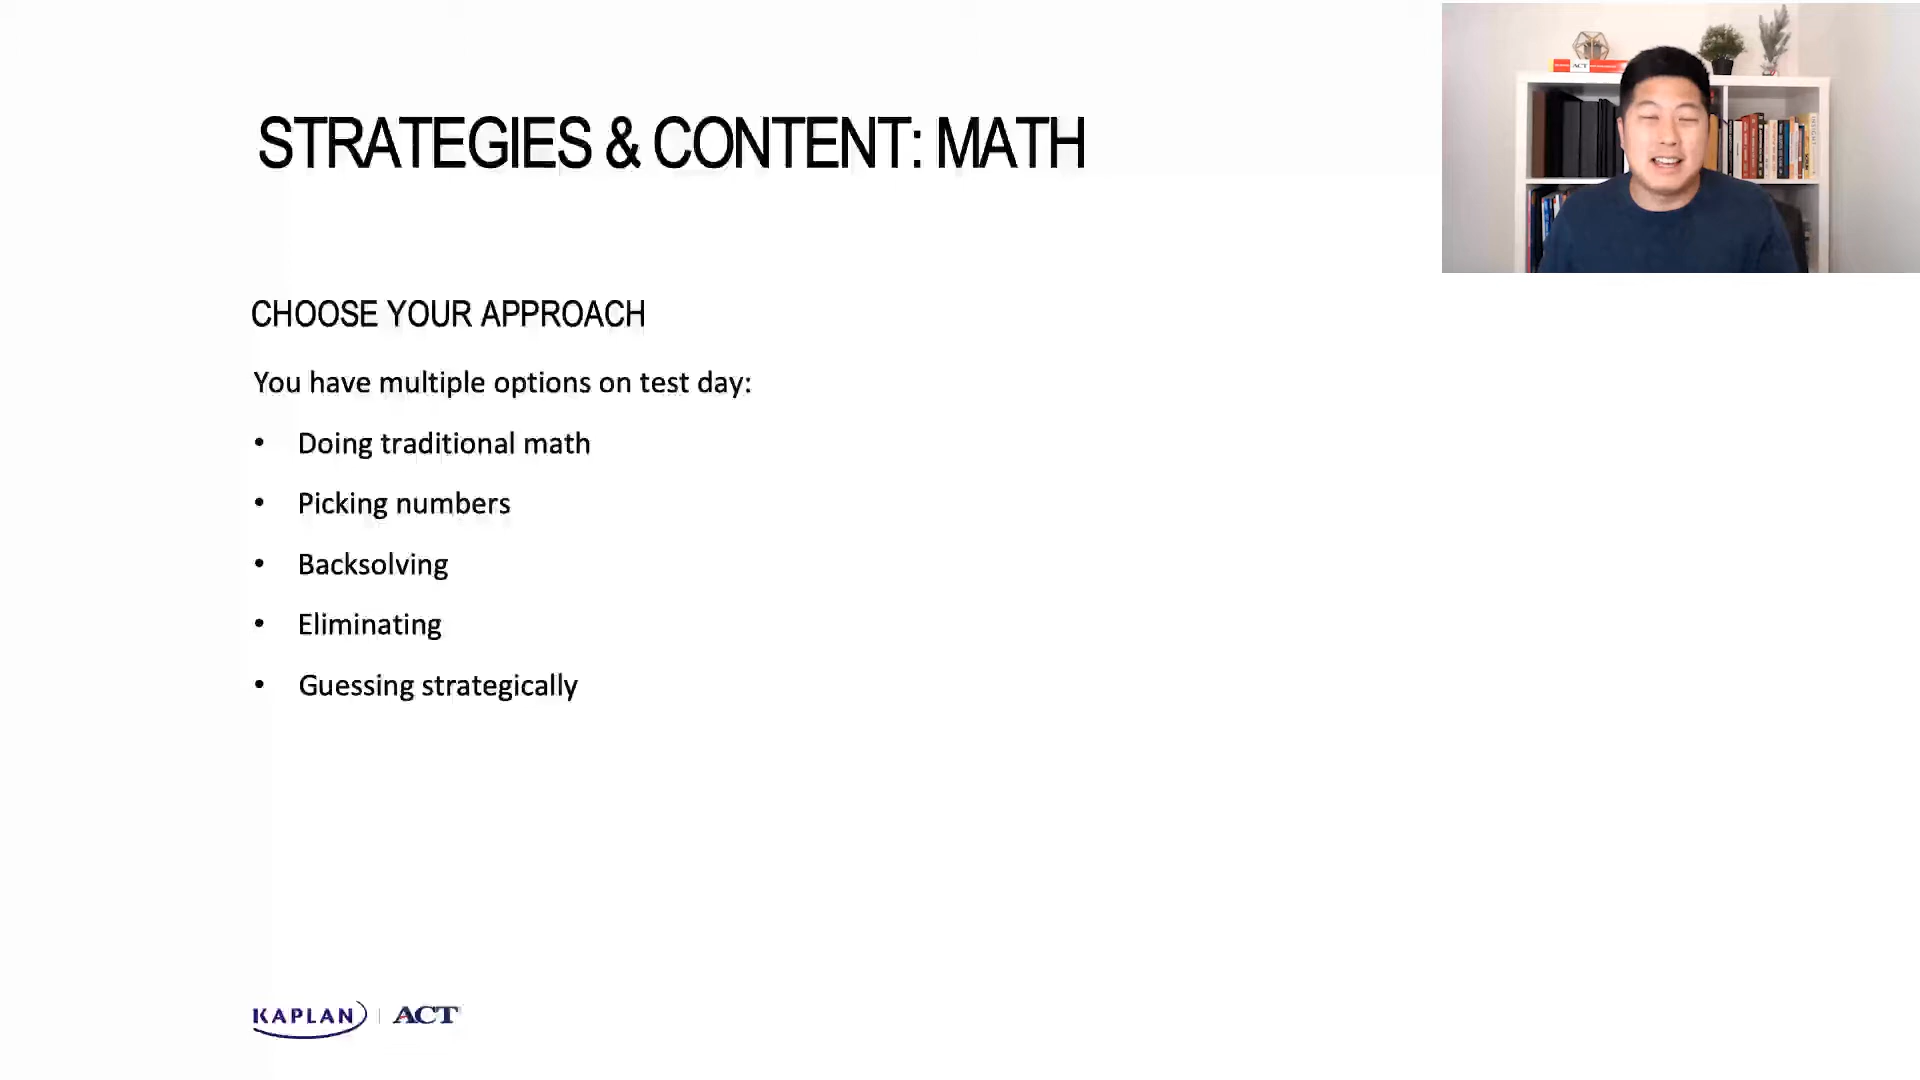 STRATEGIES & CONTENT: MATH
ACT
CHOOSE YOUR APPROACH
You have multiple options on test day:
• Doing traditional math
• Picking numbers
• Backsolving
• Eliminating
• Guessing strategically
KAPLAN | ACT